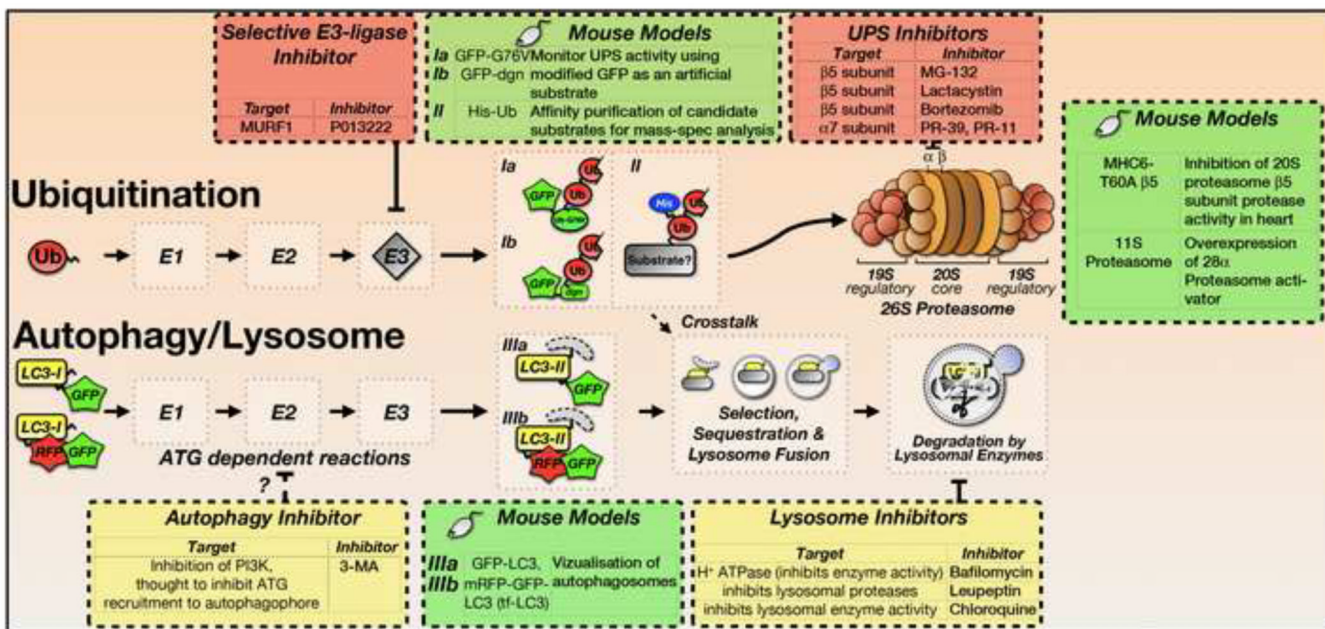 Selective E3-ligase
Inhibitor
Target Inhibitor
MURF1 P013222
Mouse Models
Ia GFP-G76V Monitor UPS activity using
Ib GFP-dgn modified GFP as an artificial
substrate
II His-Ub Affinity purification of candidate
substrates for mass-spec analysis
UPS Inhibitors
Target Inhibitor
β5 subunit MG-132
β5 subunit Lactacystin
β5 subunit Bortezomib
α7 subunit PR-39, PR-11
Mouse Models
MHC6- Inhibition of 20S
T60A β5 proteasome β5
subunit protease
activity in heart
11S Overexpression
Proteasome of 28α
Proteasome acti-
vator
Ubiquitination
Ub
E1
E2
E3
Ia
Ub
GFP
Ub
Ib
Ub
Ub
GFP
dgn
II
His
Ub
Ub
Substrate?
α β
19S 20S 19S
regulatory core regulatory
26S Proteasome
Crosstalk
Autophagy/Lysosome
LC3-I
GFP
LC3-I
RFP GFP
E1
E2
E3
ATG dependent reactions
?
IIIa
LC3-II
GFP
IIIb
LC3-II
RFP GFP
Selection,
Sequestration &
Lysosome Fusion
Degradation by
Lysosomal Enzymes
Autophagy Inhibitor
Target Inhibitor
Inhibition of PI3K, 3-MA
thought to inhibit ATG
recruitment to autophagophore
Mouse Models
IIIa GFP-LC3, Vizualisation of
IIIb mRFP-GFP- autophagosomes
LC3 (tf-LC3)
Lysosome Inhibitors
Target Inhibitor
H⁺ ATPase (inhibits enzyme activity) Bafilomycin
inhibits lysosomal proteases Leupeptin
inhibits lysosomal enzyme activity Chloroquine